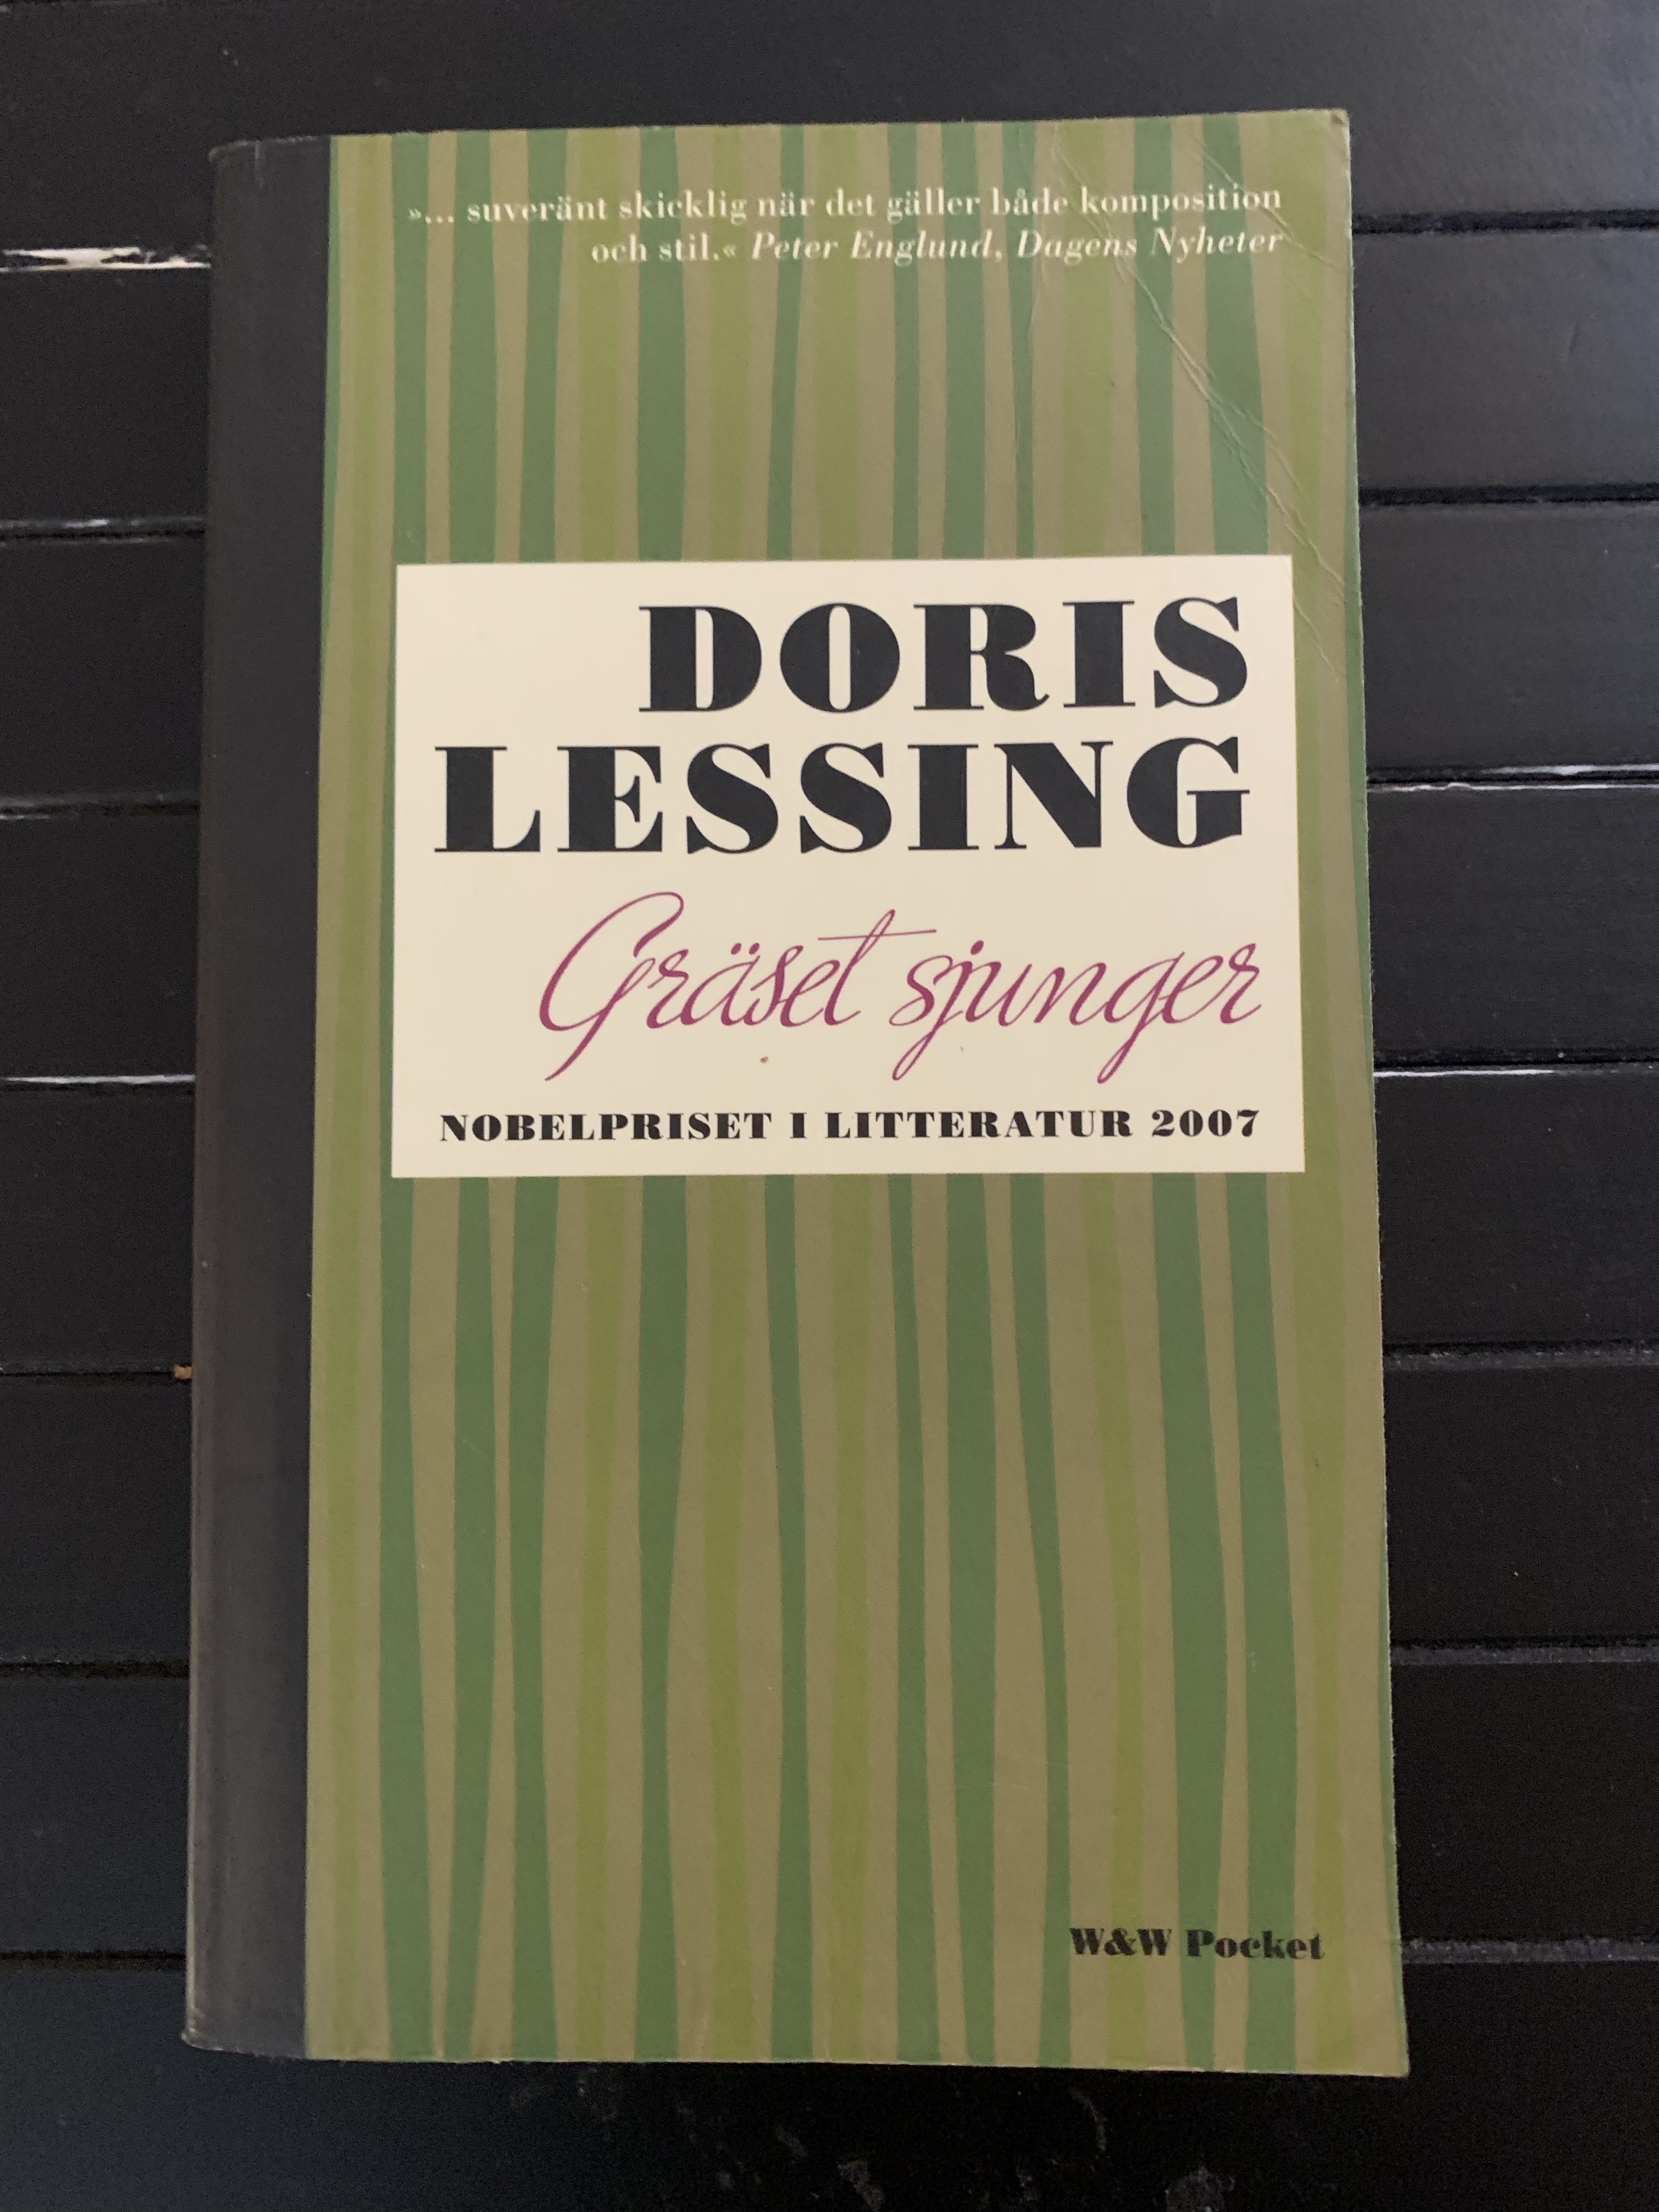 »... suveränt skicklig när det gäller både komposition
och stil.« Peter Englund, Dagens Nyheter
DORIS
LESSING
Gräset sjunger
NOBELPRISET I LITTERATUR 2007
W&W Pocket